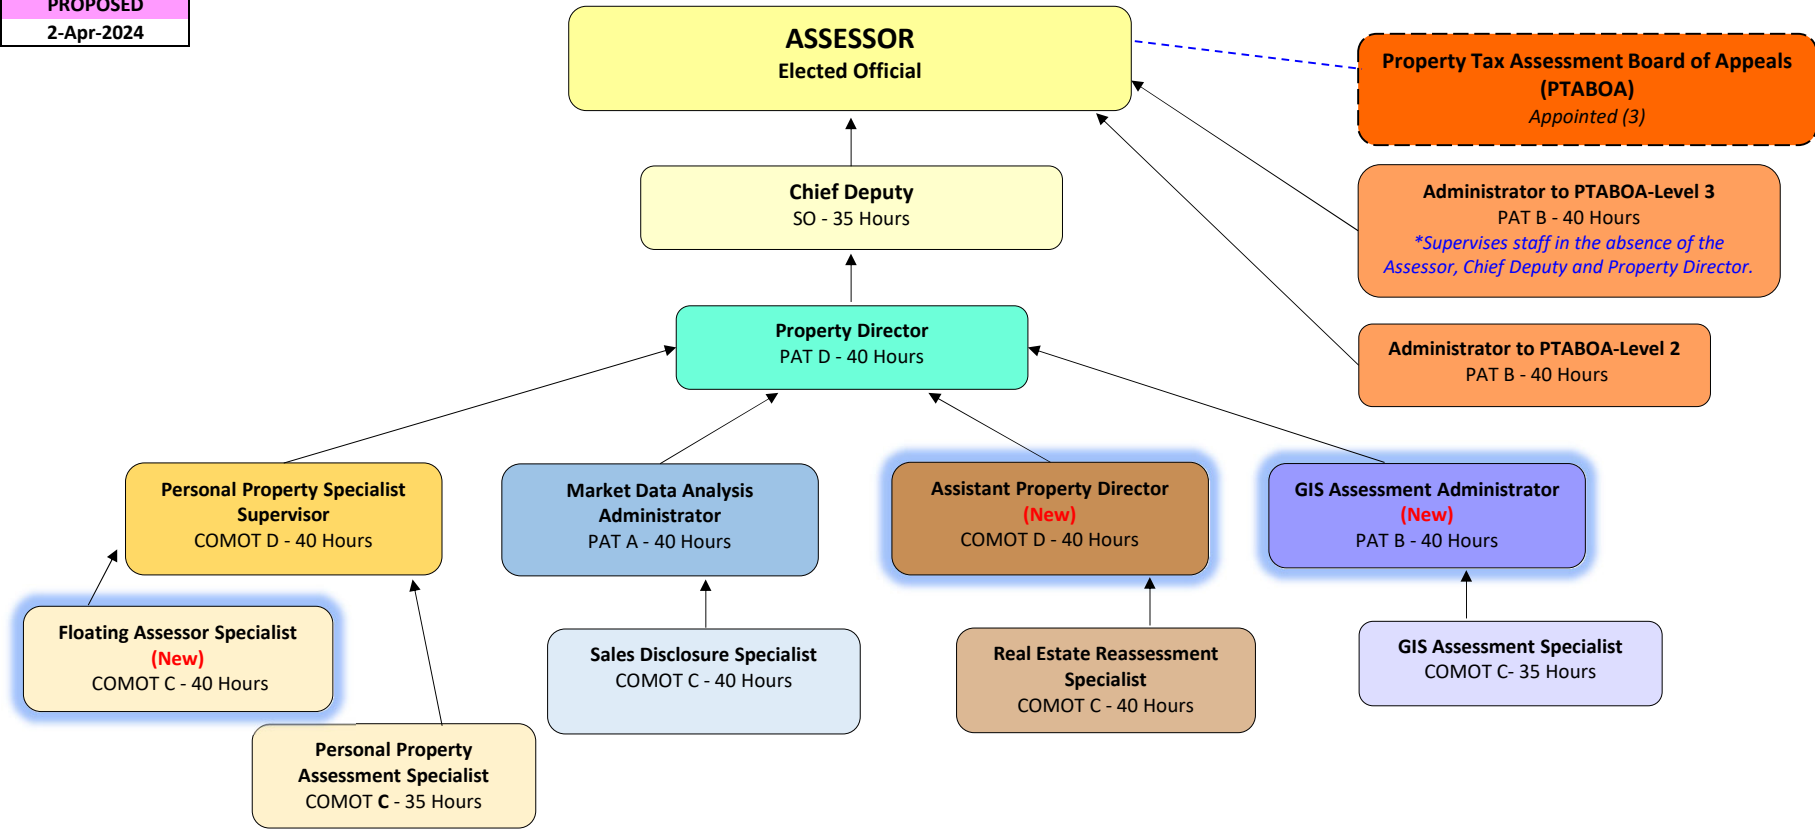 PROPOSED
2-Apr-2024
ASSESSOR
Elected Official
Property Tax Assessment Board of Appeals
(PTABOA)
Appointed (3)
Chief Deputy
SO - 35 Hours
Administrator to PTABOA-Level 3
PAT B - 40 Hours
*Supervises staff in the absence of the
Assessor, Chief Deputy and Property Director.
Property Director
PAT D - 40 Hours
Administrator to PTABOA-Level 2
PAT B - 40 Hours
Personal Property Specialist
Supervisor
COMOT D - 40 Hours
Market Data Analysis
Administrator
PAT A - 40 Hours
Assistant Property Director
(New)
COMOT D - 40 Hours
GIS Assessment Administrator
(New)
PAT B - 40 Hours
Floating Assessor Specialist
(New)
COMOT C - 40 Hours
Sales Disclosure Specialist
COMOT C - 40 Hours
Real Estate Reassessment
Specialist
COMOT C - 40 Hours
GIS Assessment Specialist
COMOT C- 35 Hours
Personal Property
Assessment Specialist
COMOT C - 35 Hours